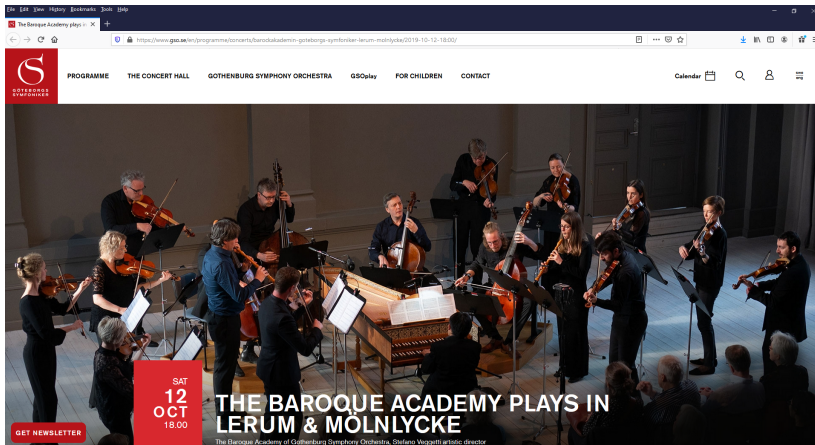 File Edit View History Bookmarks Tools Help
The Baroque Academy plays in
https://www.gso.se/en/programme/concerts/barockakademin-goteborgs-symfoniker-lerum-molnlycke/2019-10-12-18:00/
GÖTEBORGS
SYMFONIKER
PROGRAMME THE CONCERT HALL GOTHENBURG SYMPHONY ORCHESTRA GSOplay FOR CHILDREN CONTACT
Calendar
SAT
12
OCT
18.00
THE BAROQUE ACADEMY PLAYS IN
LERUM & MÖLNLYCKE
The Baroque Academy of Gothenburg Symphony Orchestra, Stefano Veggetti artistic director
GET NEWSLETTER